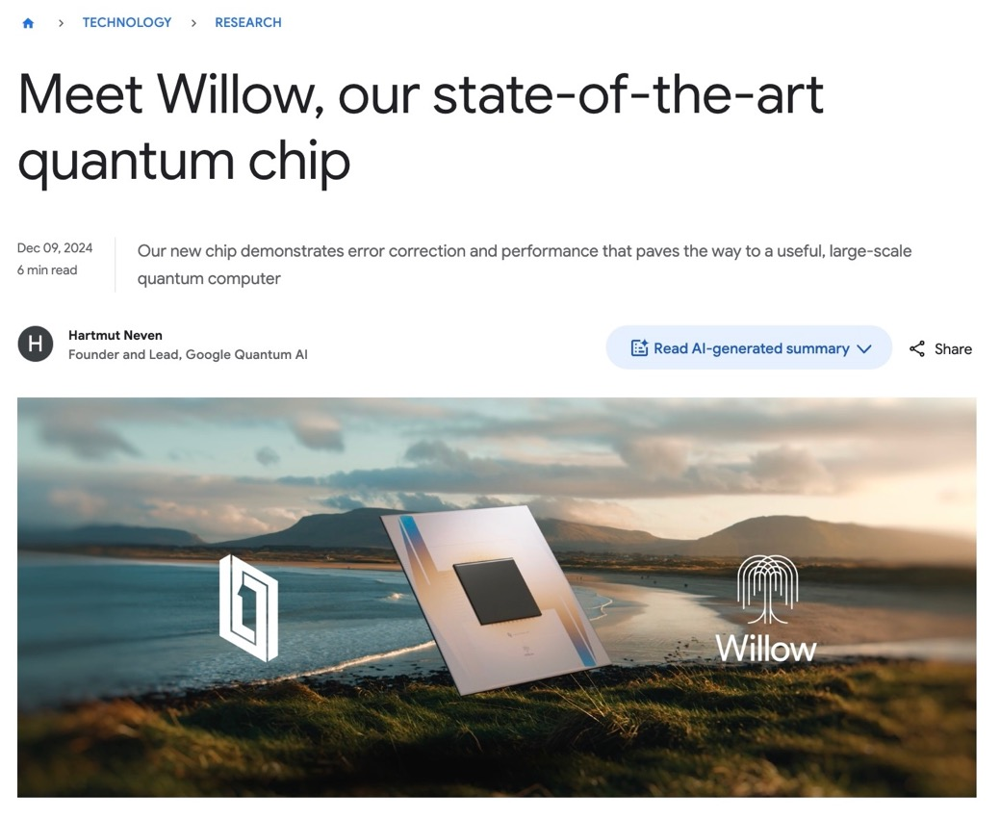 TECHNOLOGY > RESEARCH
Meet Willow, our state-of-the-art
quantum chip
Dec 09, 2024
6 min read
Our new chip demonstrates error correction and performance that paves the way to a useful, large-scale
quantum computer
H
Hartmut Neven
Founder and Lead, Google Quantum AI
Read AI-generated summary
Share
Willow